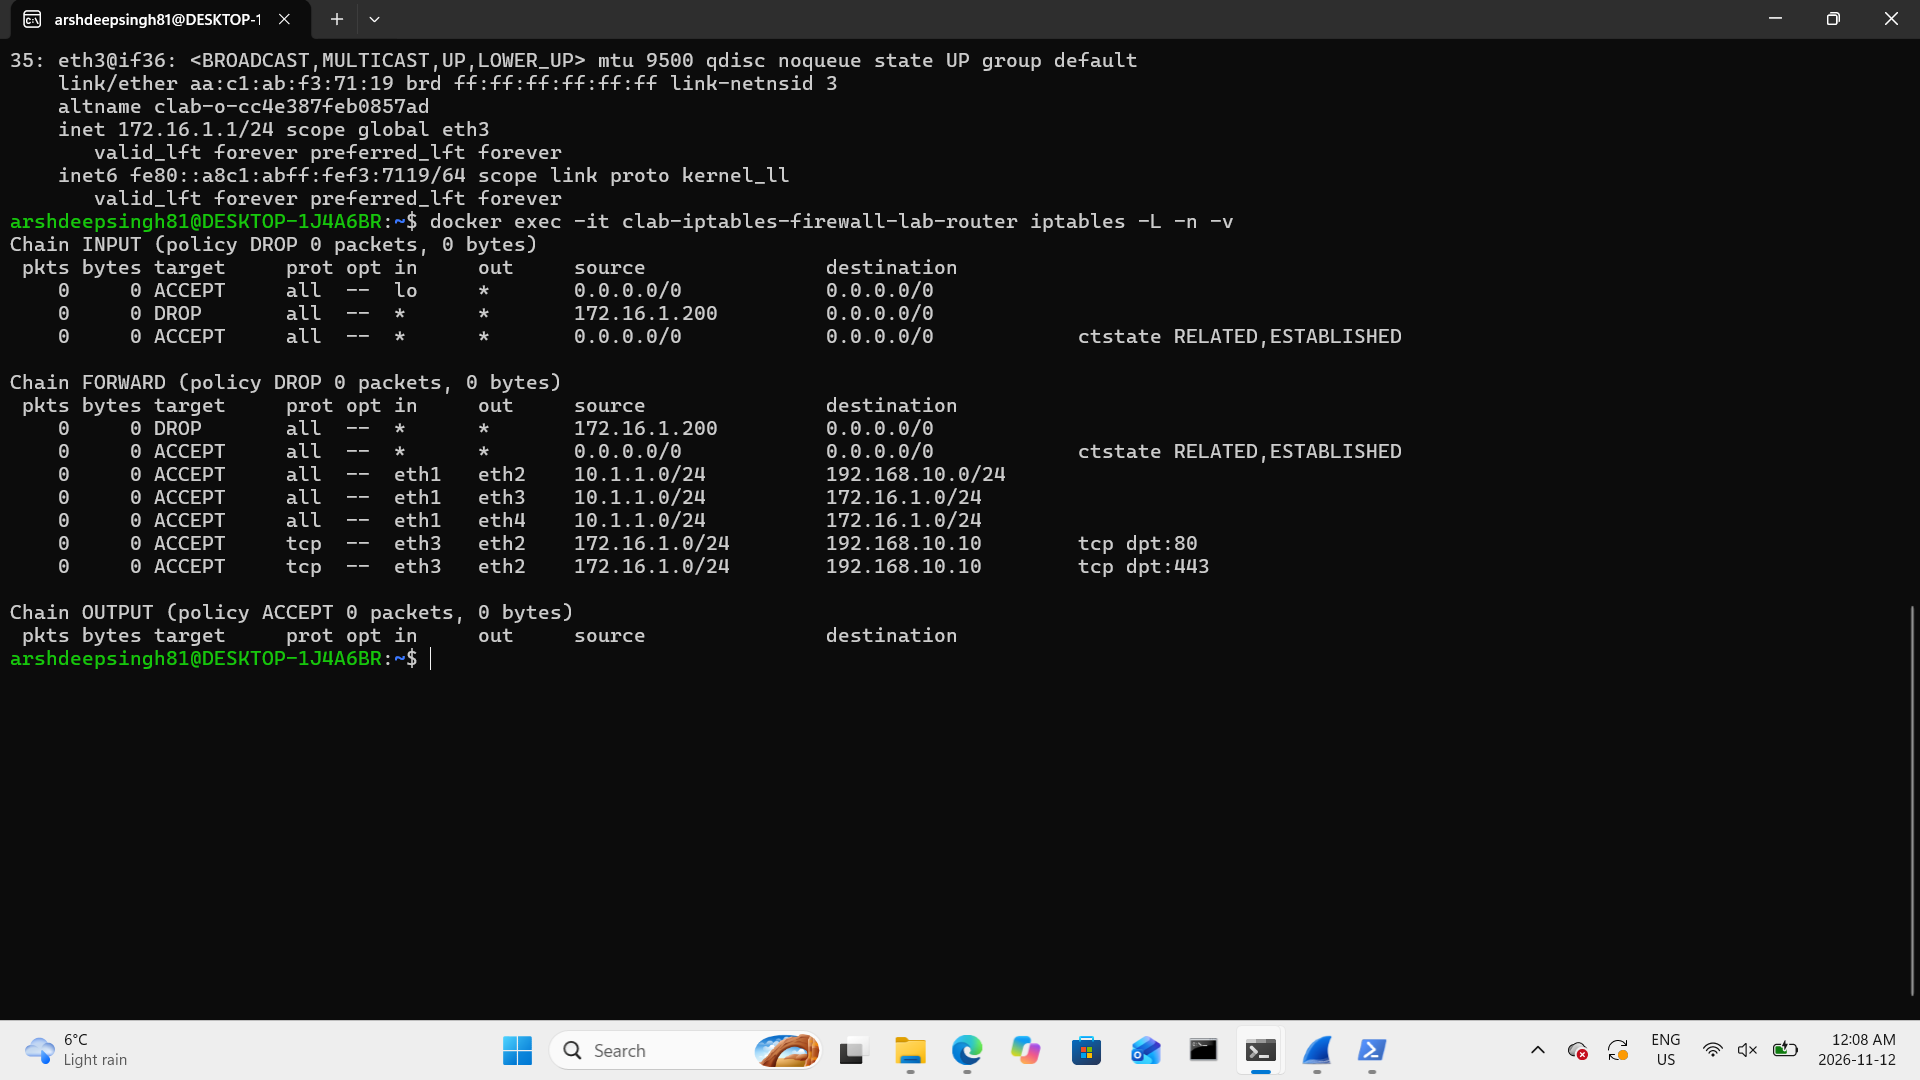 arshdeepsingh81@DESKTOP-1
35: eth3@if36: <BROADCAST,MULTICAST,UP,LOWER_UP> mtu 9500 qdisc noqueue state UP group default
    link/ether aa:c1:ab:f3:71:19 brd ff:ff:ff:ff:ff:ff link-netnsid 3
    altname clab-o-cc4e387feb0857ad
    inet 172.16.1.1/24 scope global eth3
       valid_lft forever preferred_lft forever
    inet6 fe80::a8c1:abff:fef3:7119/64 scope link proto kernel_ll
       valid_lft forever preferred_lft forever
arshdeepsingh81@DESKTOP-1J4A6BR:~$ docker exec -it clab-iptables-firewall-lab-router iptables -L -n -v
Chain INPUT (policy DROP 0 packets, 0 bytes)
 pkts bytes target     prot opt in     out     source               destination
    0     0 ACCEPT     all  --  lo     *       0.0.0.0/0            0.0.0.0/0
    0     0 DROP       all  --  *      *       172.16.1.200         0.0.0.0/0
    0     0 ACCEPT     all  --  *      *       0.0.0.0/0            0.0.0.0/0            ctstate RELATED,ESTABLISHED

Chain FORWARD (policy DROP 0 packets, 0 bytes)
 pkts bytes target     prot opt in     out     source               destination
    0     0 DROP       all  --  *      *       172.16.1.200         0.0.0.0/0
    0     0 ACCEPT     all  --  *      *       0.0.0.0/0            0.0.0.0/0            ctstate RELATED,ESTABLISHED
    0     0 ACCEPT     all  --  eth1   eth2    10.1.1.0/24          192.168.10.0/24
    0     0 ACCEPT     all  --  eth1   eth3    10.1.1.0/24          172.16.1.0/24
    0     0 ACCEPT     all  --  eth1   eth4    10.1.1.0/24          172.16.1.0/24
    0     0 ACCEPT     tcp  --  eth3   eth2    172.16.1.0/24        192.168.10.10        tcp dpt:80
    0     0 ACCEPT     tcp  --  eth3   eth2    172.16.1.0/24        192.168.10.10        tcp dpt:443

Chain OUTPUT (policy ACCEPT 0 packets, 0 bytes)
 pkts bytes target     prot opt in     out     source               destination
arshdeepsingh81@DESKTOP-1J4A6BR:~$
6°C
Light rain
Search
ENG
US
12:08 AM
2026-11-12